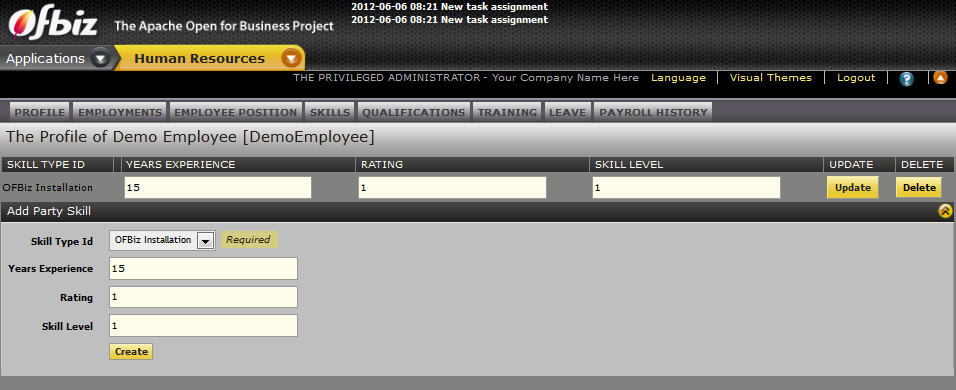 2012-06-06 08:21 New task assignment
2012-06-06 08:21 New task assignment
Ofbiz The Apache Open for Business Project
Applications Human Resources
THE PRIVILEGED ADMINISTRATOR - Your Company Name Here Language Visual Themes Logout ?
PROFILE EMPLOYMENTS EMPLOYEE POSITION SKILLS QUALIFICATIONS TRAINING LEAVE PAYROLL HISTORY
The Profile of Demo Employee [DemoEmployee]
SKILL TYPE ID YEARS EXPERIENCE RATING SKILL LEVEL UPDATE DELETE
OFBiz Installation 15 1 1 Update Delete
Add Party Skill
Skill Type Id OFBiz Installation Required
Years Experience 15
Rating 1
Skill Level 1
Create